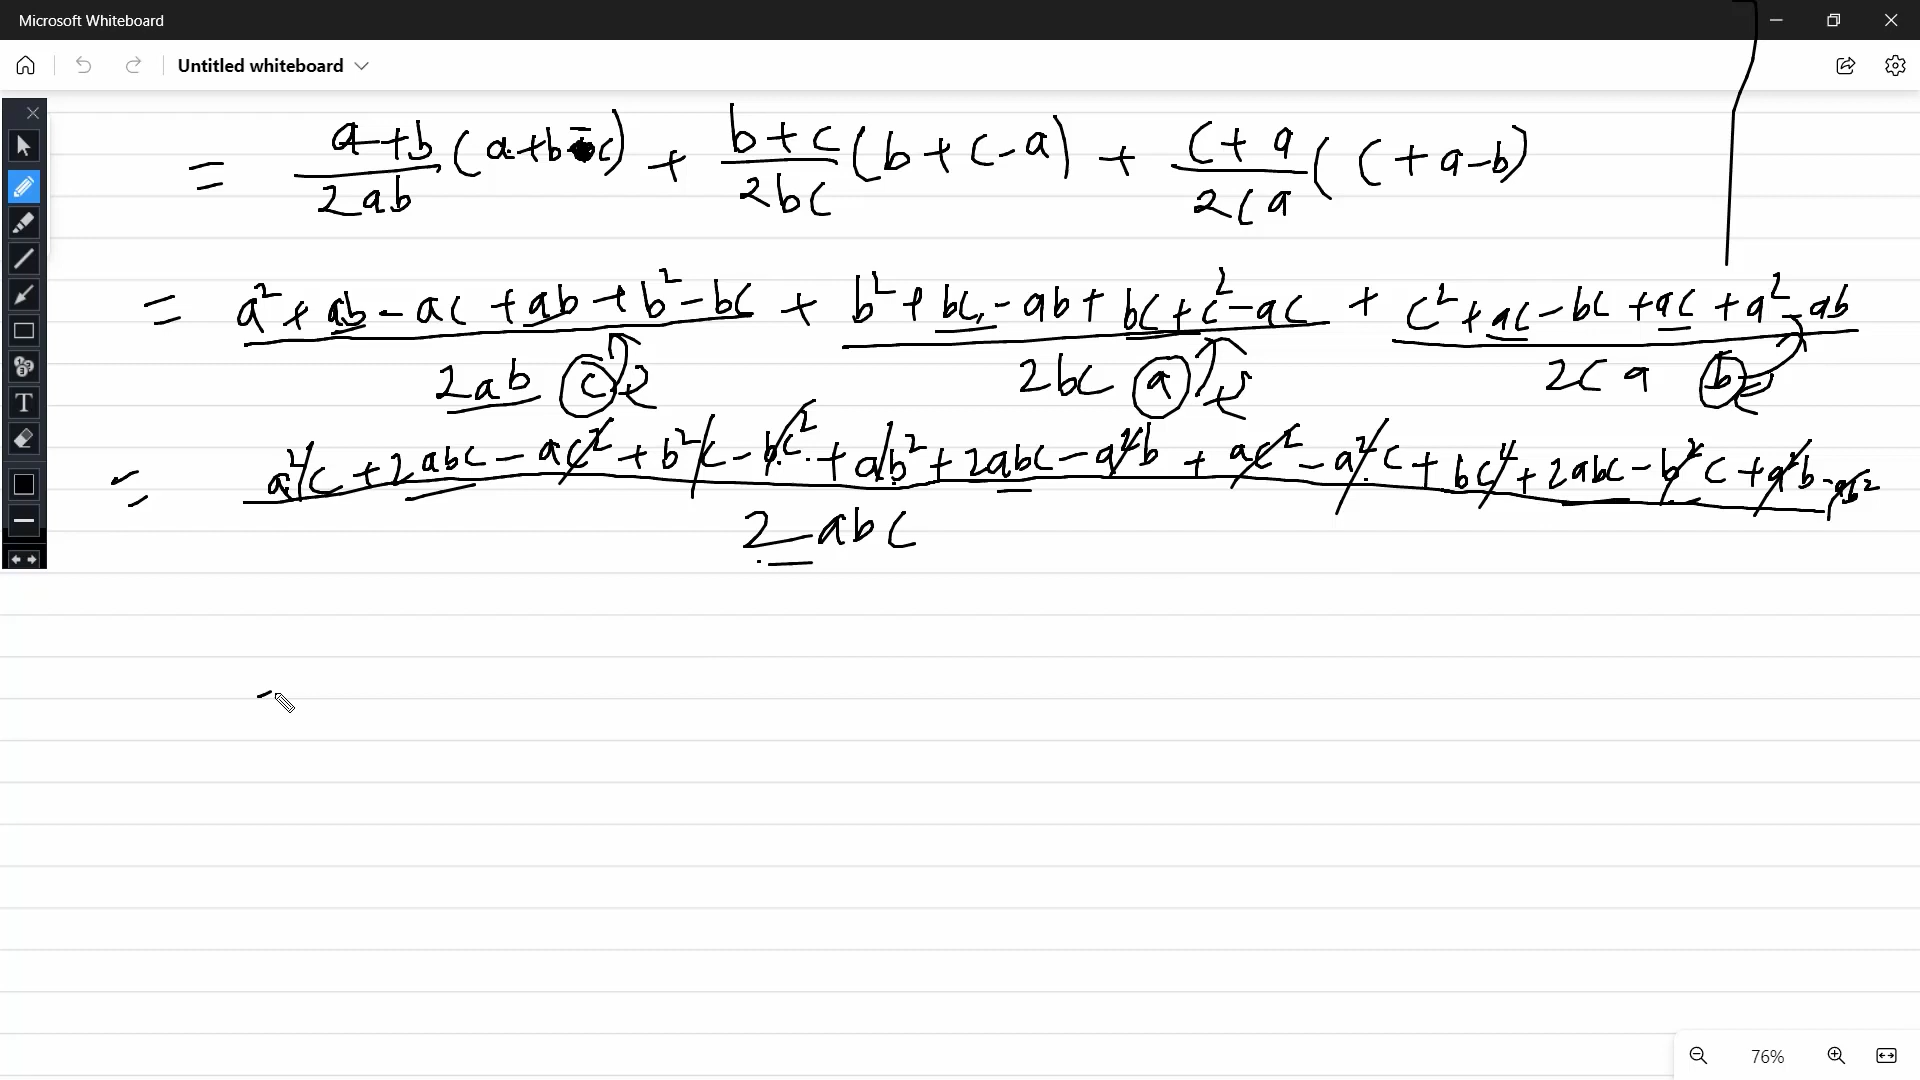 Microsoft Whiteboard
Untitled whiteboard
= a+b/2ab (a+b-c) + b+c/2bc (b+c-a) + c+a/2ca (c+a-b)
= a²+ab-ac+ab+b²-bc/2ab c + b²+bc-ab+bc+c²-ac/2bc a + c²+ac-bc+ac+a²-ab/2ca b
= a²c+2abc-ac²+b²c-bc²+ab²+2abc-a²b+ac²-a²c+bc²+2abc-b²c+a²b-ab²
2abc
76%